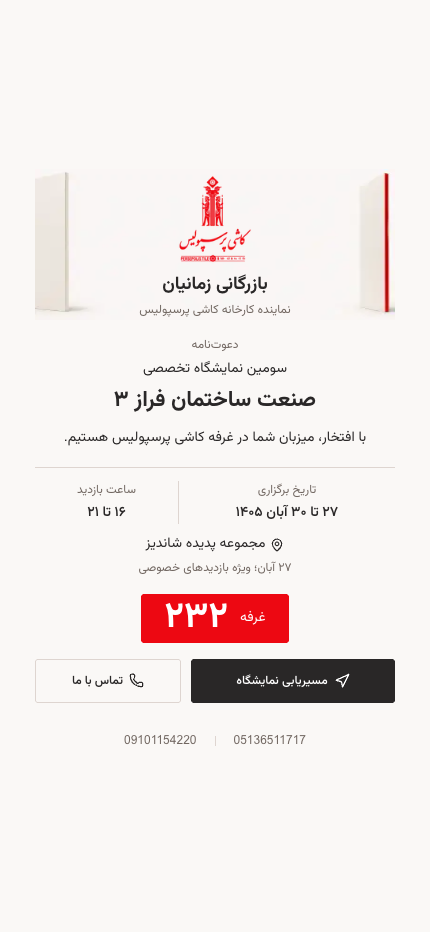 کاشی پرسپولیس
PERSEPOLIS TILE
بازرگانی زمانیان
نماینده کارخانه کاشی پرسپولیس
دعوت‌نامه
سومین نمایشگاه تخصصی
صنعت ساختمان فراز ۳
با افتخار، میزبان شما در غرفه کاشی پرسپولیس هستیم.
تاریخ برگزاری
۲۷ تا ۳۰ آبان ۱۴۰۵
ساعت بازدید
۱۶ تا ۲۱
مجموعه پدیده شاندیز
۲۷ آبان؛ ویژه بازدیدهای خصوصی
غرفه ۲۳۲
مسیریابی نمایشگاه
تماس با ما
05136511717
09101154220